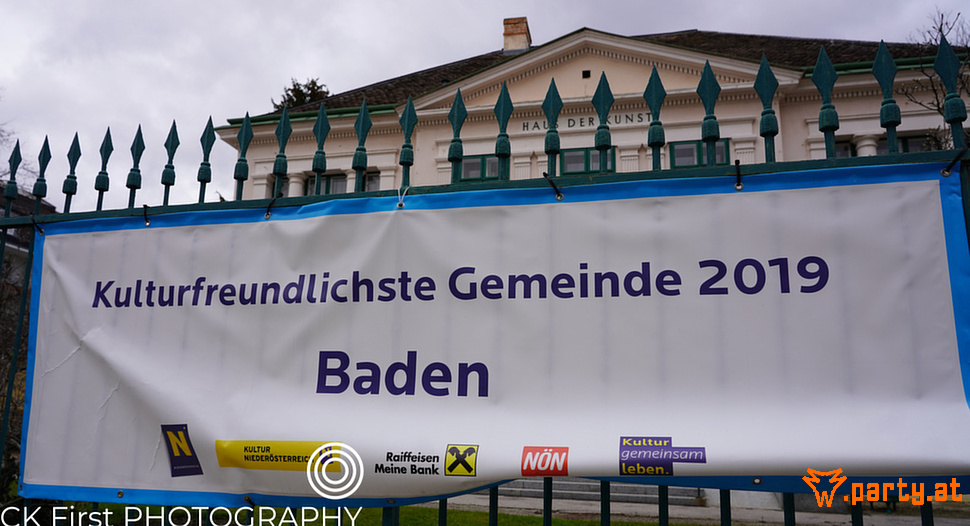 HAUS DER KUNST
Kulturfreundlichste Gemeinde 2019
Baden
N
KULTUR
NIEDERÖSTERREICH
Raiffeisen
Meine Bank
NÖN
Kultur
gemeinsam
leben.
.party.at
CK First PHOTOGRAPHY